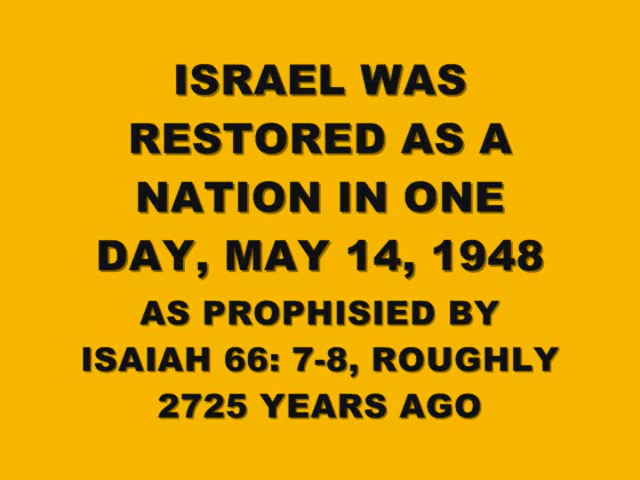 ISRAEL WAS
RESTORED AS A
NATION IN ONE
DAY, MAY 14, 1948
AS PROPHISIED BY
ISAIAH 66: 7-8, ROUGHLY
2725 YEARS AGO